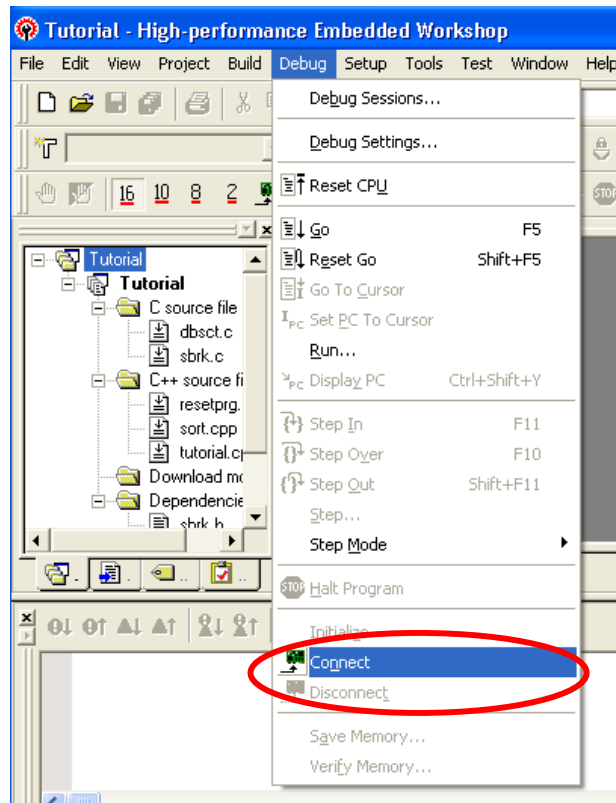 Tutorial - High-performance Embedded Workshop
File Edit View Project Build Debug Setup Tools Test Window Help
16 10 8 2
STOP
Tutorial
Tutorial
C source file
dbsct.c
sbrk.c
C++ source fi
resetprg.
sort.cpp
tutorial.c
Download mo
Dependencie
sbrk.h
Debug Sessions...
Debug Settings...
Reset CPU
Go F5
Reset Go Shift+F5
Go To Cursor
Set PC To Cursor
Run...
Display PC Ctrl+Shift+Y
Step In F11
Step Over F10
Step Out Shift+F11
Step...
Step Mode
STOP Halt Program
Initialize
Connect
Disconnect
Save Memory...
Verify Memory...